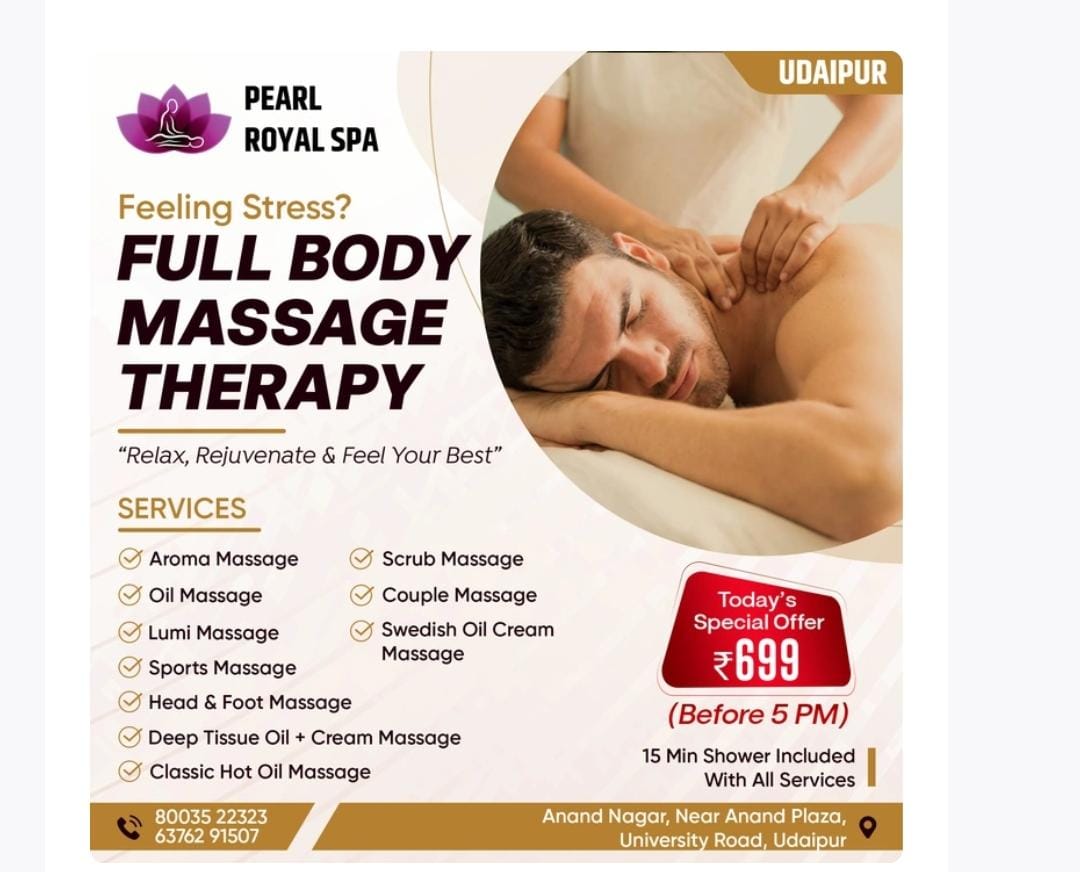 UDAIPUR
PEARL
ROYAL SPA
Feeling Stress?
FULL BODY
MASSAGE
THERAPY
“Relax, Rejuvenate & Feel Your Best”
SERVICES
Aroma Massage
Oil Massage
Lumi Massage
Sports Massage
Head & Foot Massage
Deep Tissue Oil + Cream Massage
Classic Hot Oil Massage
Scrub Massage
Couple Massage
Swedish Oil Cream
Massage
Today's
Special Offer
₹699
(Before 5 PM)
15 Min Shower Included
With All Services
80035 22323
63762 91507
Anand Nagar, Near Anand Plaza,
University Road, Udaipur